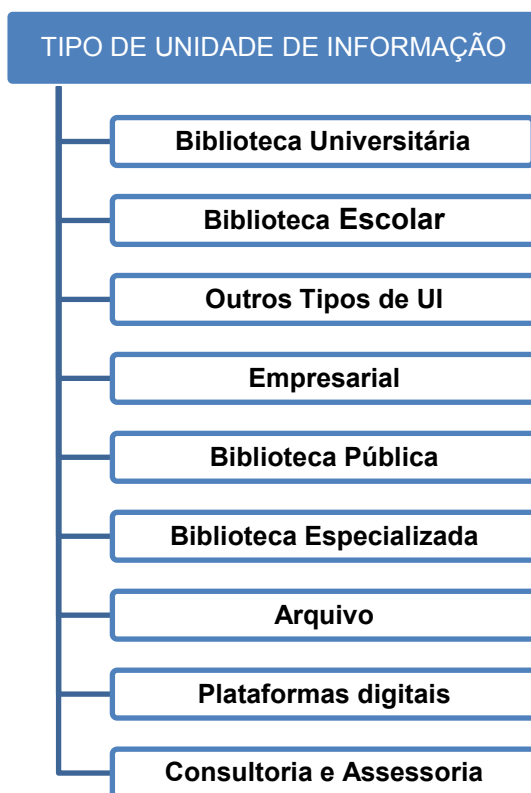 TIPO DE UNIDADE DE INFORMAÇÃO
Biblioteca Universitária
Biblioteca Escolar
Outros Tipos de UI
Empresarial
Biblioteca Pública
Biblioteca Especializada
Arquivo
Plataformas digitais
Consultoria e Assessoria